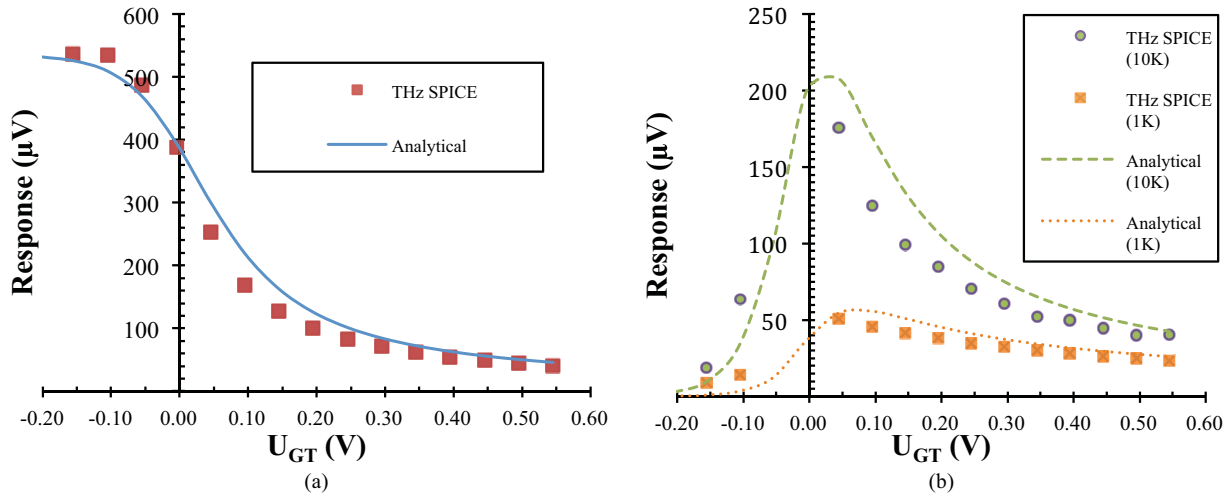 600
500
400
300
200
100
Response (µV)
THz SPICE
Analytical
-0.20 -0.10 0.00 0.10 0.20 0.30 0.40 0.50 0.60
U_GT (V)
(a)
250
200
150
100
50
Response (µV)
THz SPICE
(10K)
THz SPICE
(1K)
Analytical
(10K)
Analytical
(1K)
-0.20 -0.10 0.00 0.10 0.20 0.30 0.40 0.50 0.60
U_GT (V)
(b)